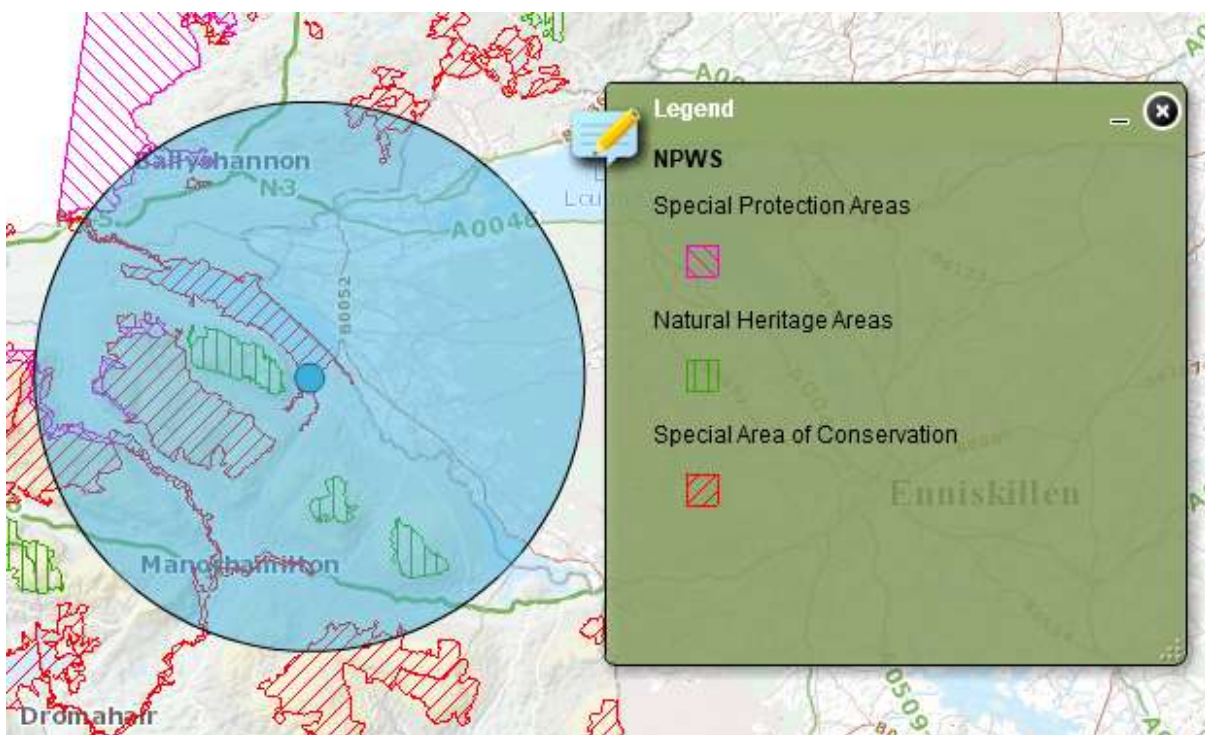 Ballyshannon
N-3
A0046
B0052
Manorhamilton
Dromahair
Legend
NPWS
Special Protection Areas
Natural Heritage Areas
Special Area of Conservation
Enniskillen
A0509